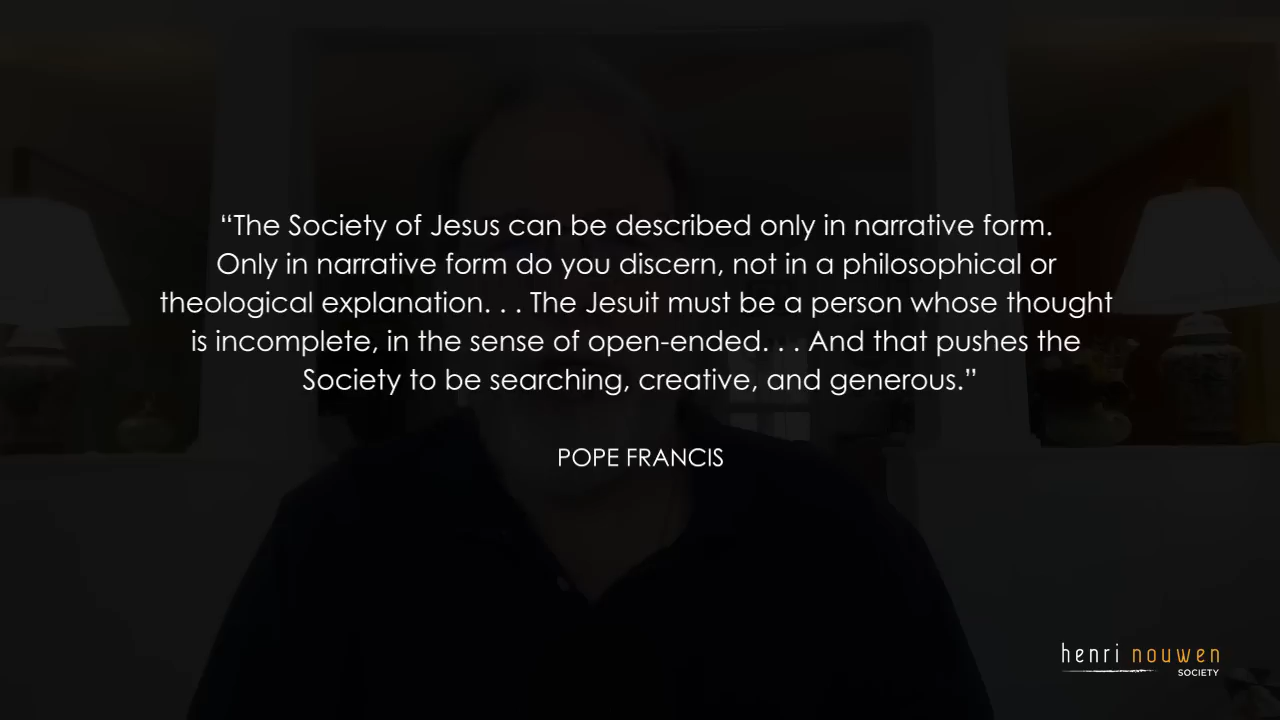 “The Society of Jesus can be described only in narrative form.
Only in narrative form do you discern, not in a philosophical or
theological explanation. . . The Jesuit must be a person whose thought
is incomplete, in the sense of open-ended. . . And that pushes the
Society to be searching, creative, and generous.”
POPE FRANCIS
henri nouwen
SOCIETY